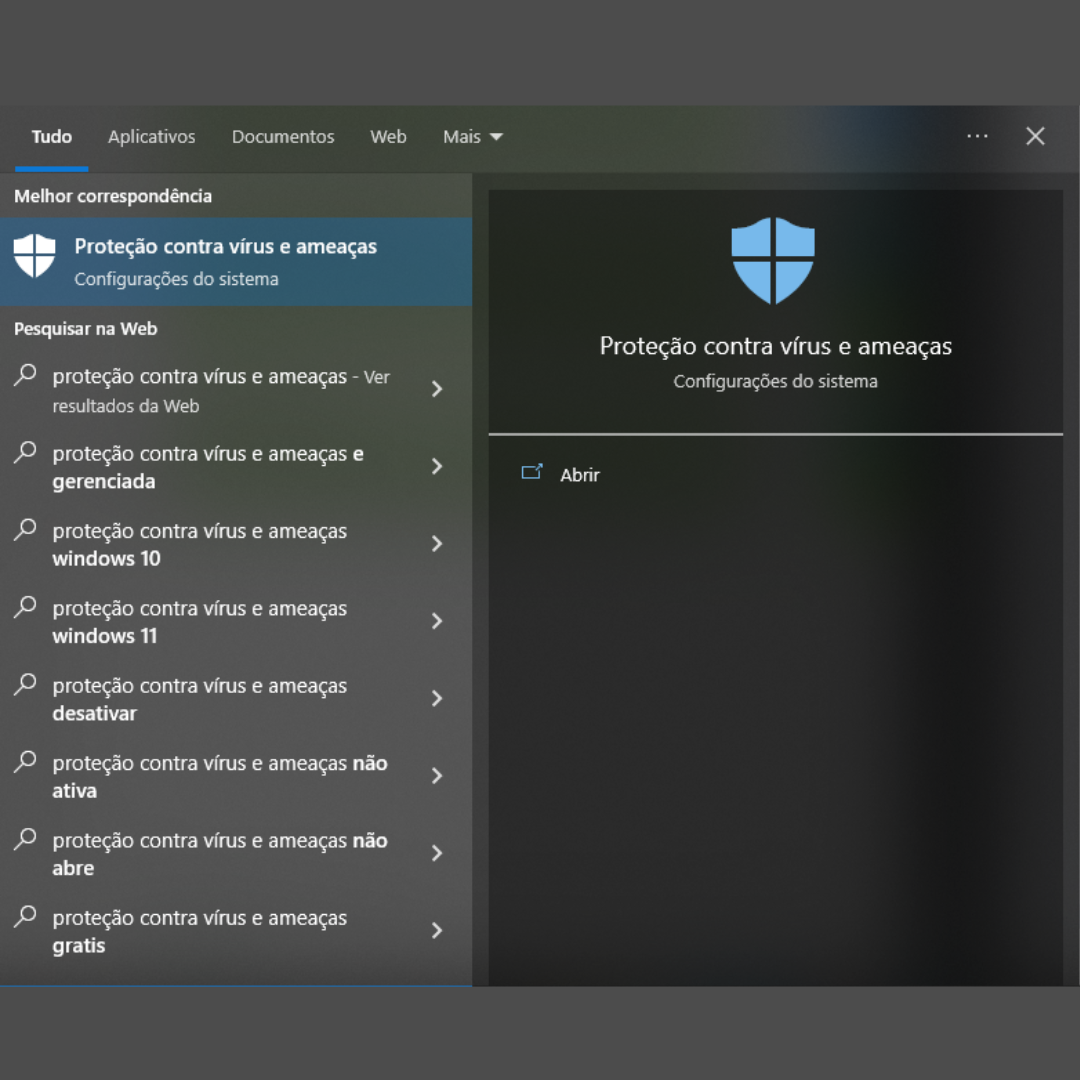 Tudo Aplicativos Documentos Web Mais
Melhor correspondência
Proteção contra vírus e ameaças
Configurações do sistema
Pesquisar na Web
proteção contra vírus e ameaças - Ver
resultados da Web
proteção contra vírus e ameaças e
gerenciada
proteção contra vírus e ameaças
windows 10
proteção contra vírus e ameaças
windows 11
proteção contra vírus e ameaças
desativar
proteção contra vírus e ameaças não
ativa
proteção contra vírus e ameaças não
abre
proteção contra vírus e ameaças
gratis
Proteção contra vírus e ameaças
Configurações do sistema
Abrir